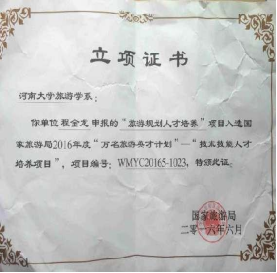 立项证书
河南大学旅游学系：
你单位程金龙申报的“旅游规划人才培养”项目入选国
家旅游局2016年度“万名旅游英才计划”—“技术技能人才
培养项目”，项目编号：WMYC20165-1023，特颁此证。
国家旅游局
二〇一六年六月